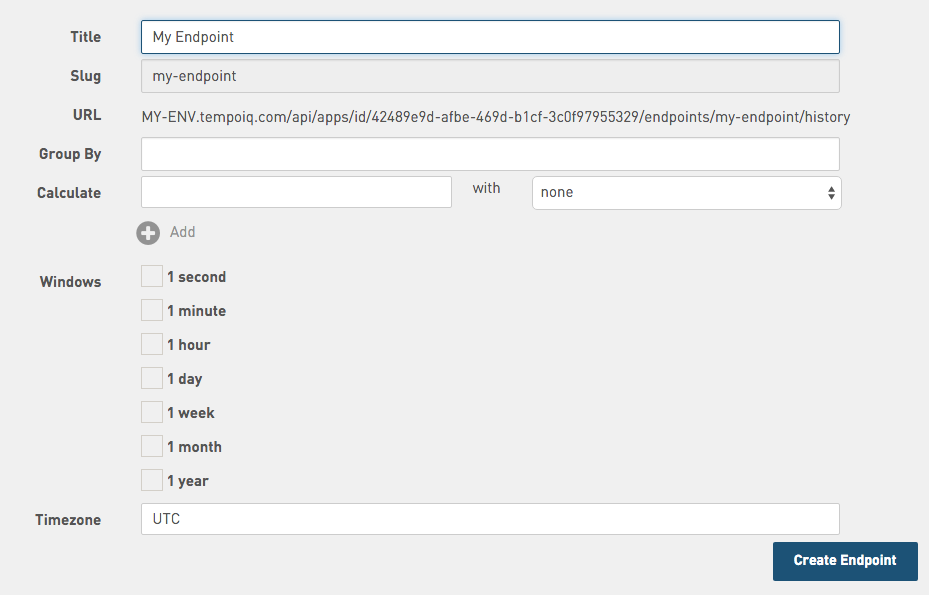 Title My Endpoint
Slug my-endpoint
URL MY-ENV.tempoiq.com/api/apps/id/42489e9d-afbe-469d-b1cf-3c0f97955329/endpoints/my-endpoint/history
Group By
Calculate with none
Add
Windows 1 second
1 minute
1 hour
1 day
1 week
1 month
1 year
Timezone UTC
Create Endpoint